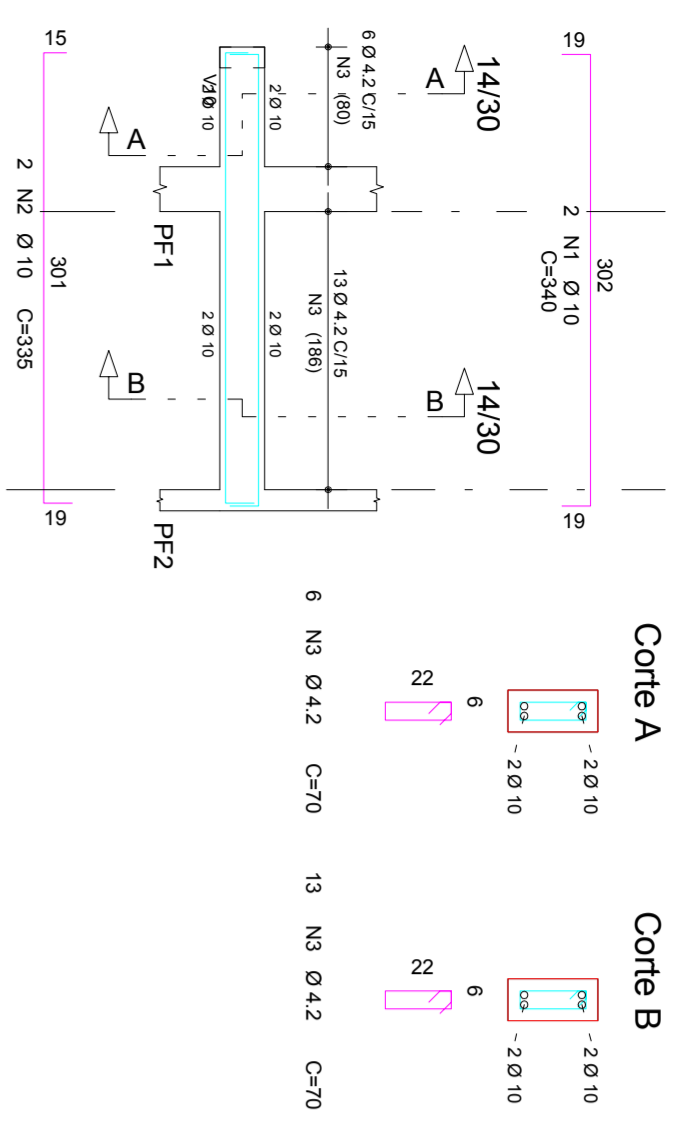 19
302
19
2 N1 Ø 10
C=340
14/30
14/30
A
B
6 Ø 4.2 C/15
N3 (80)
13 Ø 4.2 C/15
N3 (186)
2 Ø 10
2 Ø 10
V10
2 Ø 10
2 Ø 10
A
B
PF1
PF2
15
301
19
2 N2 Ø 10 C=335
Corte A
2 Ø 10
2 Ø 10
22
6
6 N3 Ø 4.2 C=70
Corte B
2 Ø 10
2 Ø 10
22
6
13 N3 Ø 4.2 C=70